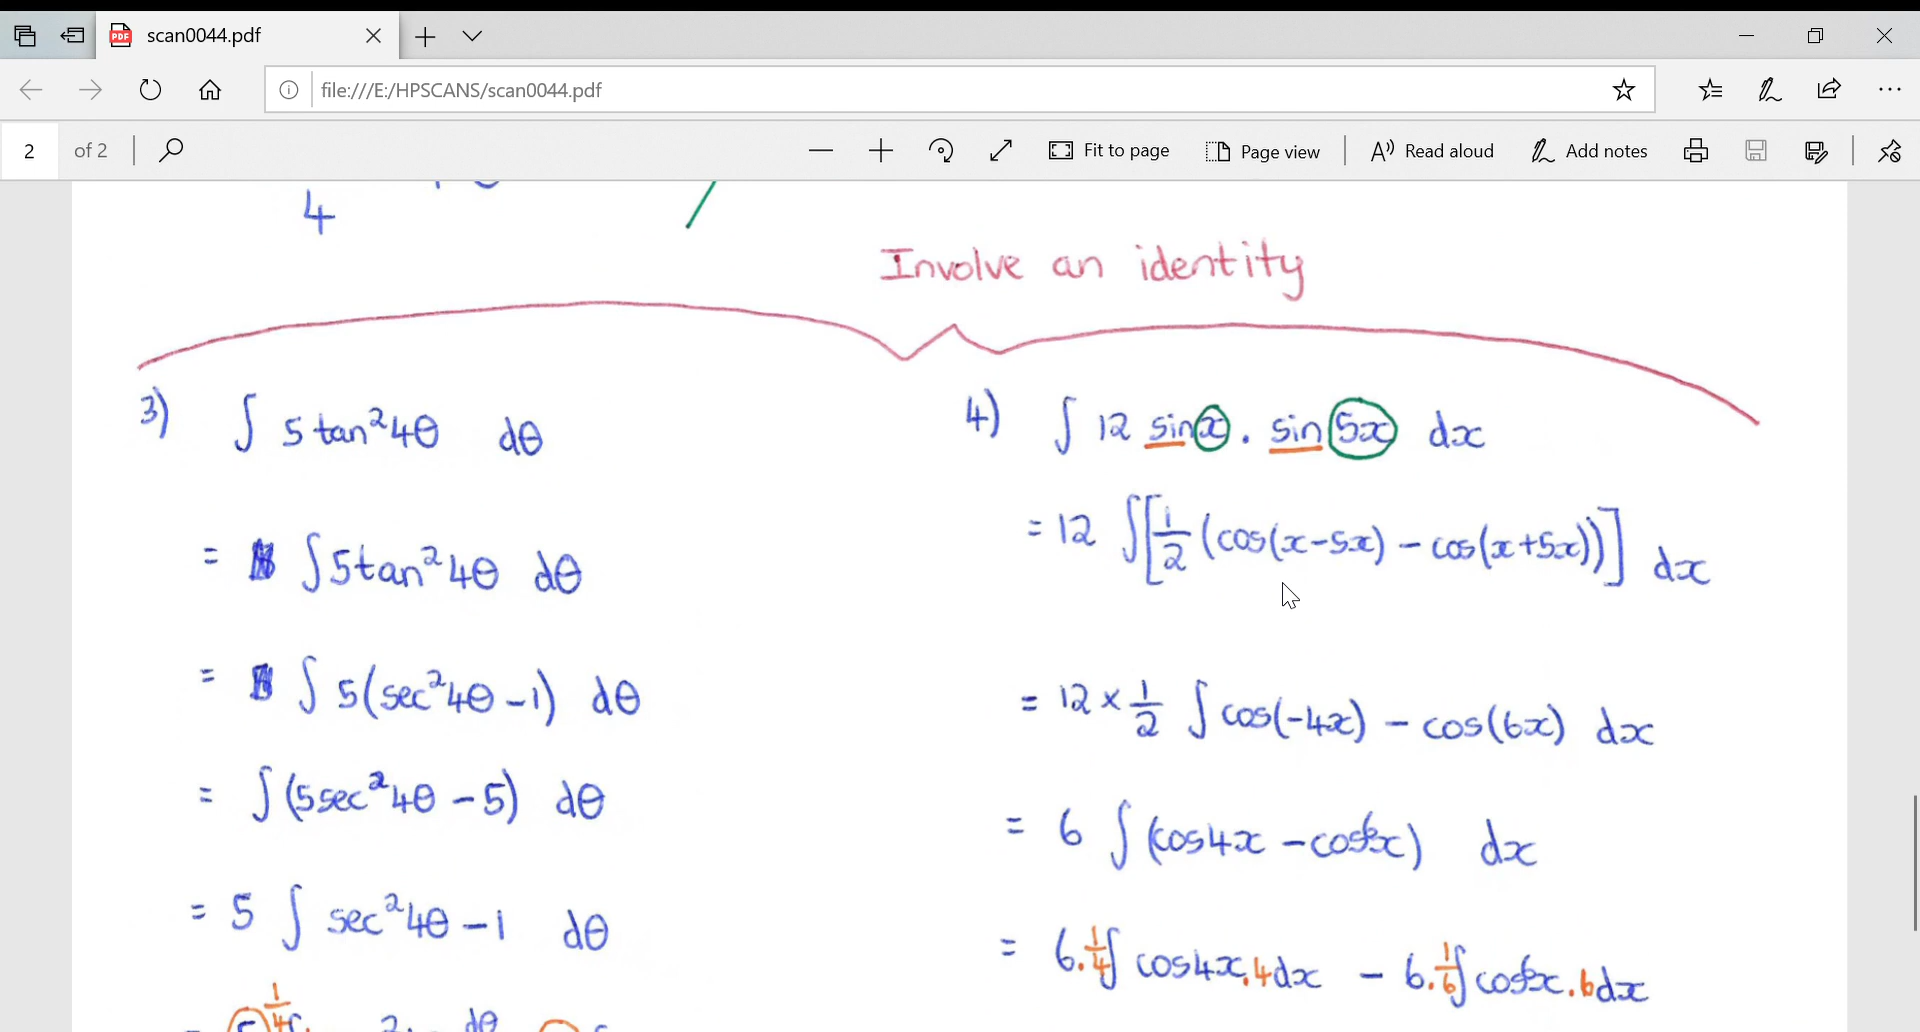 scan0044.pdf
file:///E:/HPSCANS/scan0044.pdf
2 of 2 Fit to page Page view Read aloud Add notes
4
Involve an identity
3) ∫ 5 tan²4θ dθ
= ∫ 5tan²4θ dθ
= ∫ 5(sec²4θ - 1) dθ
= ∫ (5sec²4θ - 5) dθ
= 5 ∫ sec²4θ - 1 dθ
1/4 dθ
4) ∫ 12 sin x . sin 5x dx
= 12 ∫ [1/2 (cos(x-5x) - cos(x+5x))] dx
= 12 × 1/2 ∫ cos(-4x) - cos(6x) dx
= 6 ∫ (cos4x - cos6x) dx
= 6.1/4 ∫ cos4x.4dx - 6.1/6 ∫ cos6x.6dx